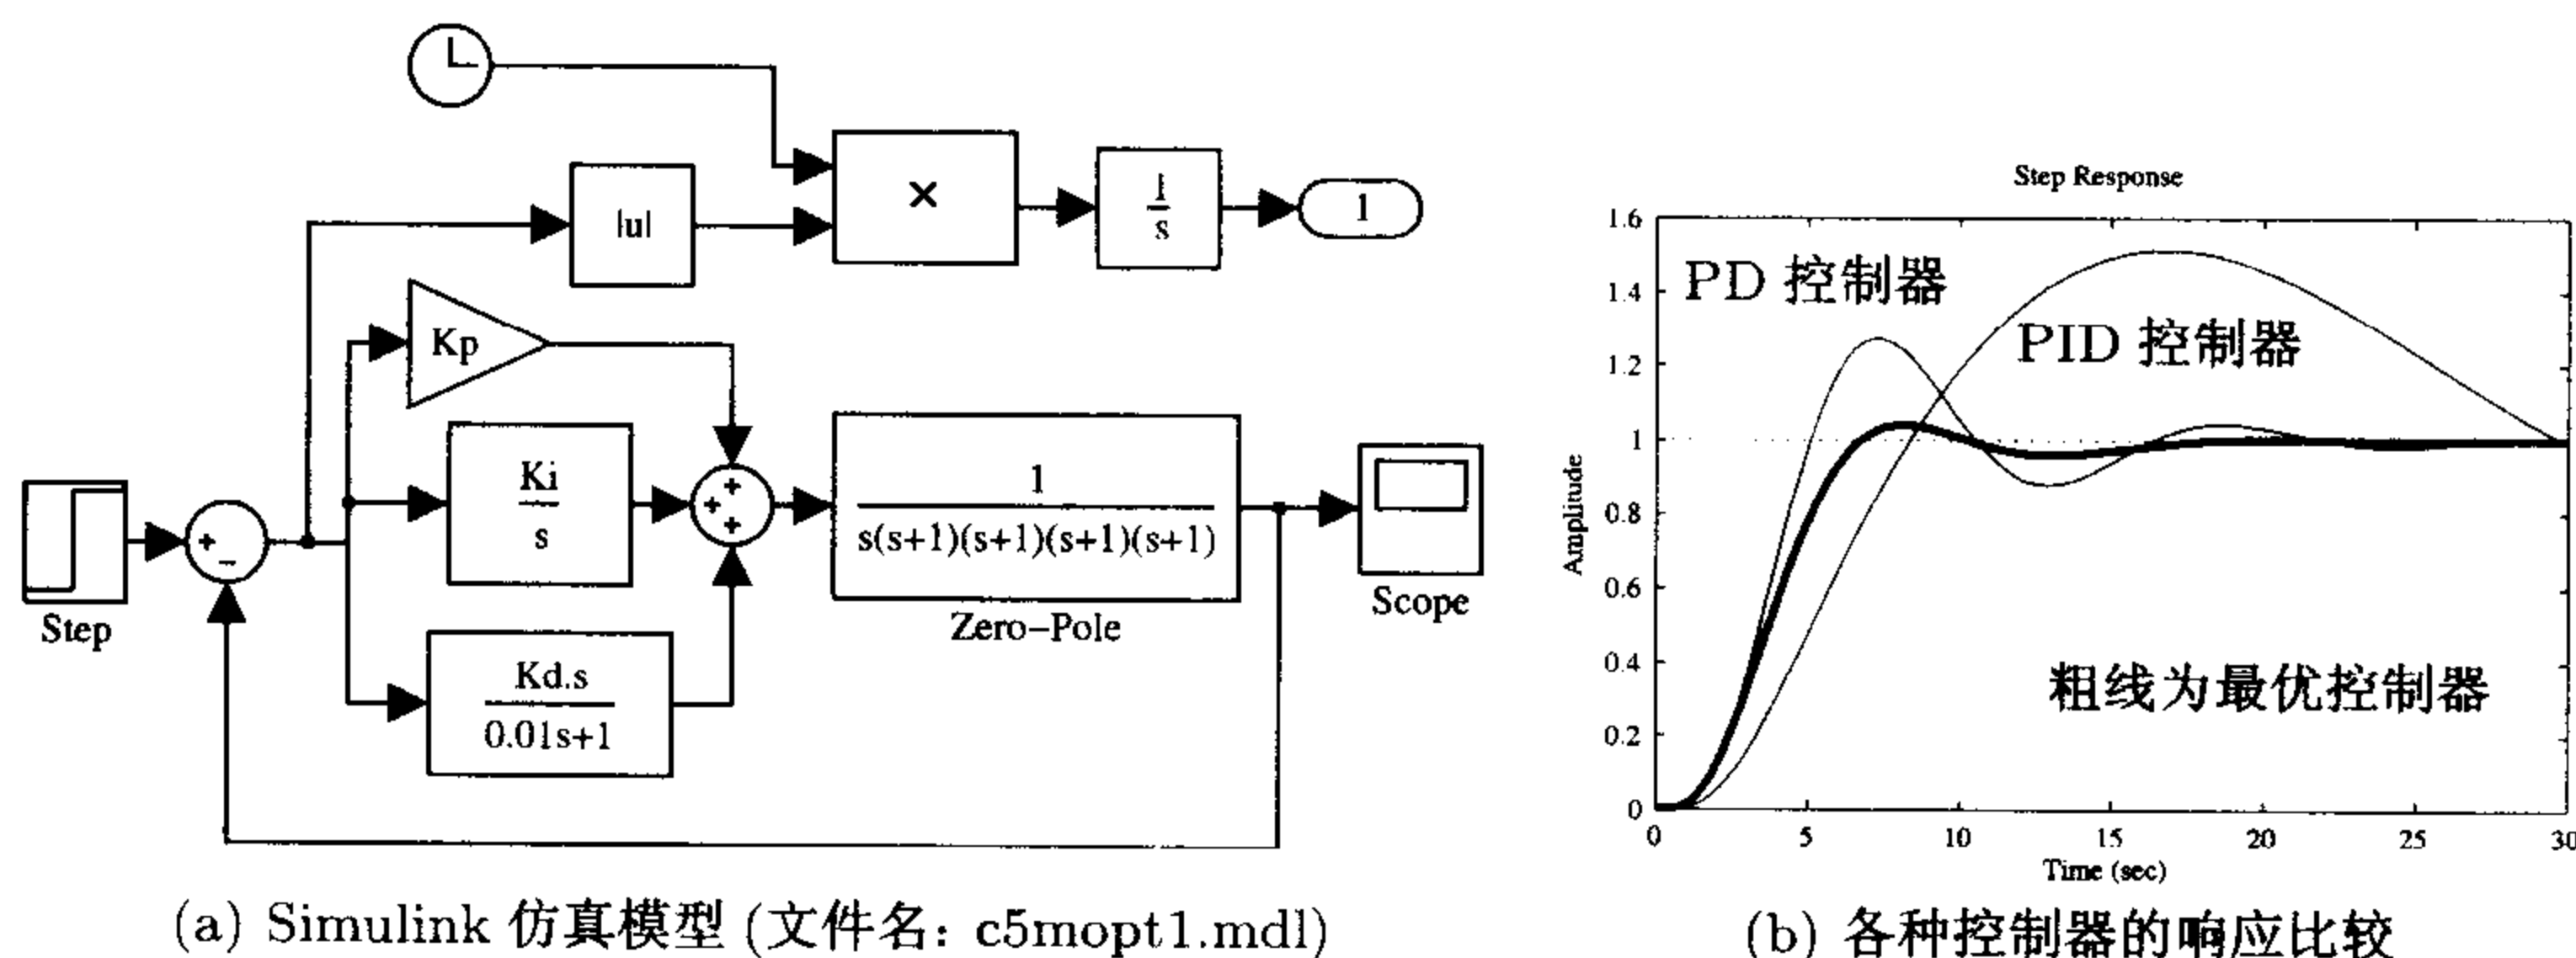 |u|
×
1
s
1
Kp
Ki
s
Kd.s
0.01s+1
+
-
+
+
+
1
s(s+1)(s+1)(s+1)(s+1)
Step
Zero-Pole
Scope
(a) Simulink 仿真模型 (文件名: c5mopt1.mdl)
Step Response
1.6
1.4
1.2
1
0.8
0.6
0.4
0.2
0
Amplitude
PD 控制器
PID 控制器
粗线为最优控制器
0 5 10 15 20 25 30
Time (sec)
(b) 各种控制器的响应比较